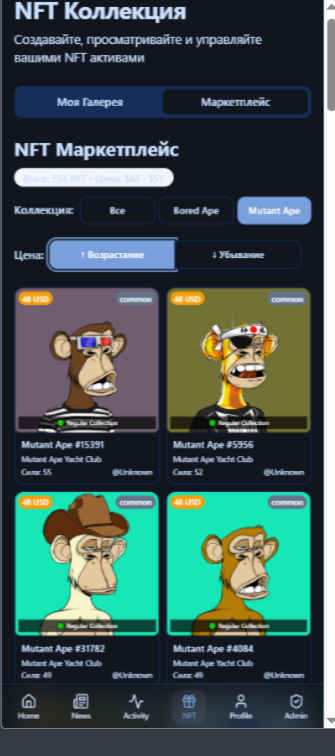 NFT Коллекция
Создавайте, просматривайте и управляйте
вашими NFT активами
Моя Галерея Маркетплейс
NFT Маркетплейс
Всего: 554 NFT • Цены: $48 - $51
Коллекция: Все Bored Ape Mutant Ape
Цена: ↑ Возрастание ↓ Убывание
48 USD common 48 USD common
Regular Collection Regular Collection
Mutant Ape #15391 Mutant Ape #5956
Mutant Ape Yacht Club Mutant Ape Yacht Club
Сила: 55 @Unknown Сила: 52 @Unknown
48 USD common 48 USD common
Regular Collection Regular Collection
Mutant Ape #31782 Mutant Ape #4084
Mutant Ape Yacht Club Mutant Ape Yacht Club
Сила: 49 @Unknown Сила: 49 @Unknown
Home News Activity NFT Profile Admin